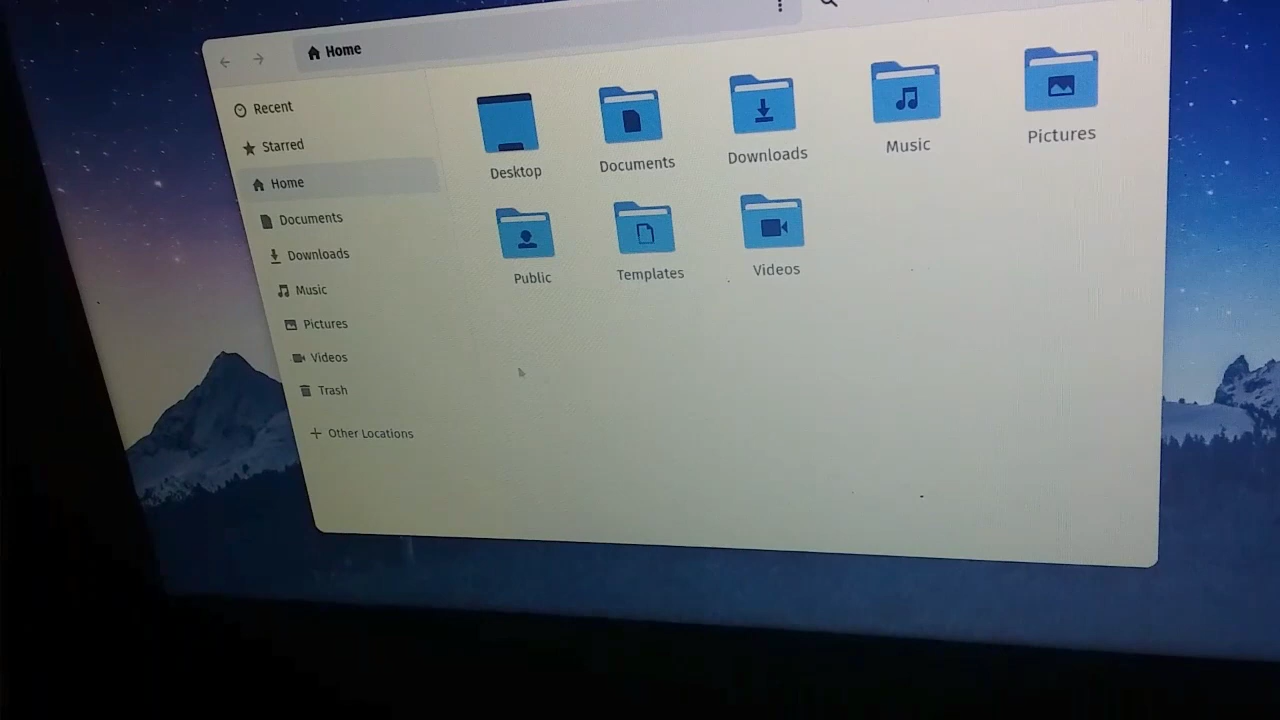 Home
Recent
Starred
Home
Documents
Downloads
Music
Pictures
Videos
Trash
Other Locations
Desktop
Documents
Downloads
Music
Pictures
Public
Templates
Videos